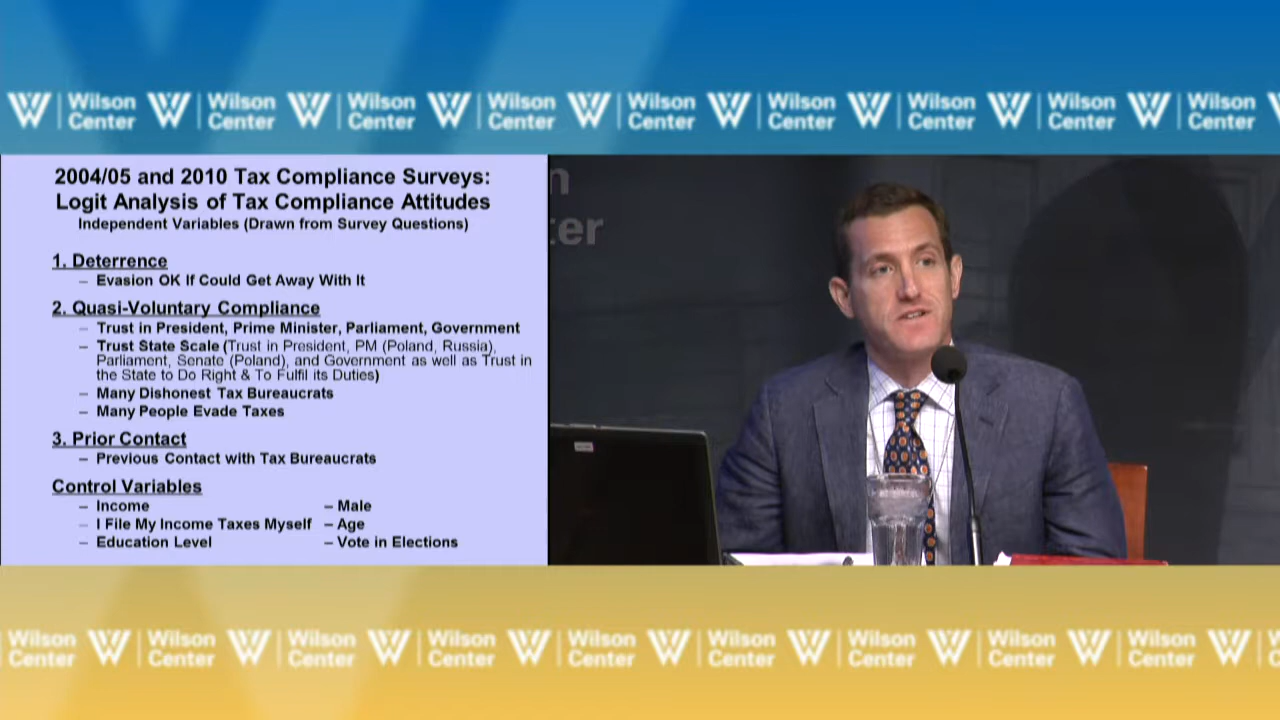 Wilson Center Wilson Center Wilson Center Wilson Center Wilson Center Wilson Center Wilson Center Wilson Center Wilson Center
2004/05 and 2010 Tax Compliance Surveys:
Logit Analysis of Tax Compliance Attitudes
Independent Variables (Drawn from Survey Questions)
1. Deterrence
– Evasion OK If Could Get Away With It
2. Quasi-Voluntary Compliance
– Trust in President, Prime Minister, Parliament, Government
– Trust State Scale (Trust in President, PM (Poland, Russia),
Parliament, Senate (Poland), and Government as well as Trust in
the State to Do Right & To Fulfil its Duties)
– Many Dishonest Tax Bureaucrats
– Many People Evade Taxes
3. Prior Contact
– Previous Contact with Tax Bureaucrats
Control Variables
– Income – Male
– I File My Income Taxes Myself – Age
– Education Level – Vote in Elections
Wilson Center Wilson Center Wilson Center Wilson Center Wilson Center Wilson Center Wilson Center Wilson Center Wilson Center